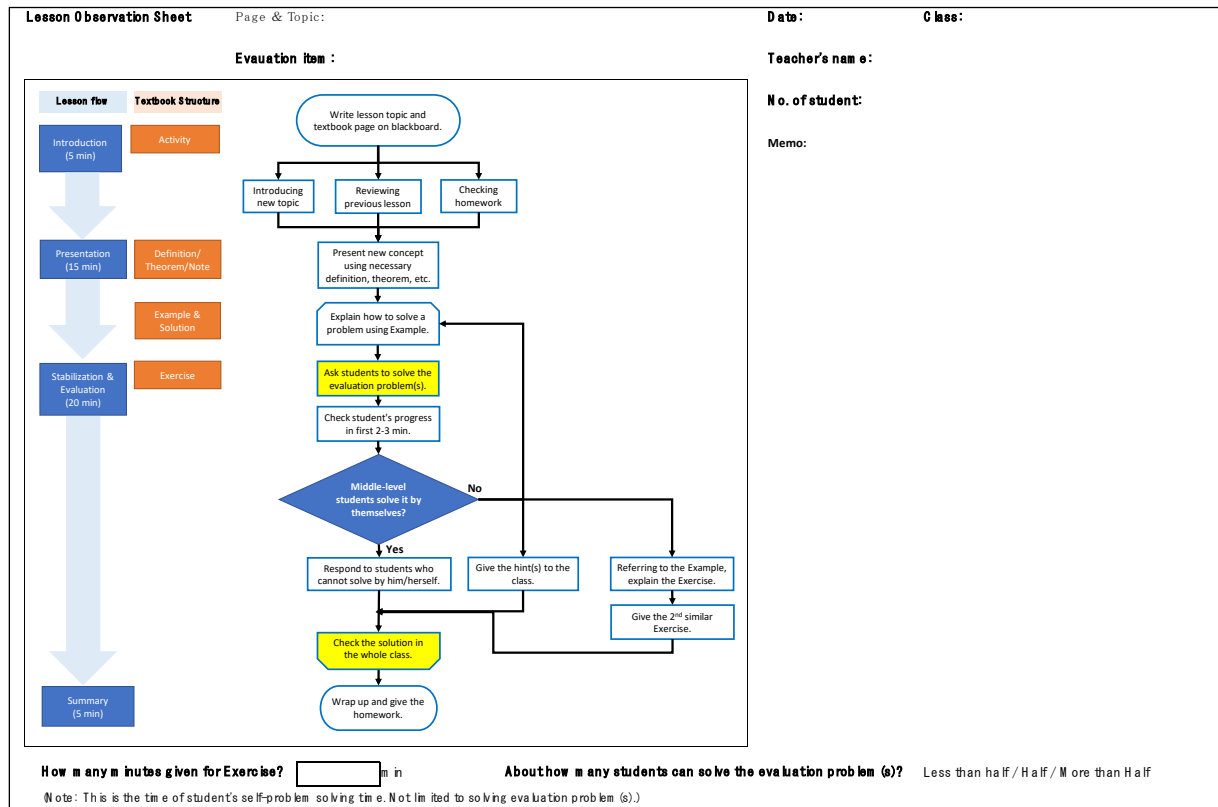 Lesson Observation Sheet
Page & Topic:
Date:
Class:
Evauation item:
Teacher's name:
No. of student:
Memo:
Lesson flow
Textbook Structure
Introduction
(5 min)
Activity
Write lesson topic and
textbook page on blackboard.
Introducing
new topic
Reviewing
previous lesson
Checking
homework
Presentation
(15 min)
Definition/
Theorem/Note
Present new concept
using necessary
definition, theorem, etc.
Example &
Solution
Explain how to solve a
problem using Example.
Stabilization &
Evaluation
(20 min)
Exercise
Ask students to solve the
evaluation problem(s).
Check student's progress
in first 2-3 min.
Middle-level
students solve it by
themselves?
No
Yes
Respond to students who
cannot solve by him/herself.
Give the hint(s) to the
class.
Referring to the Example,
explain the Exercise.
Give the 2nd similar
Exercise.
Check the solution in
the whole class.
Summary
(5 min)
Wrap up and give the
homework.
How many minutes given for Exercise? min
About how many students can solve the evaluation problem(s)? Less than half / Half / More than Half
(Note: This is the time of student's self-problem solving time. Not limited to solving evaluation problem(s).)